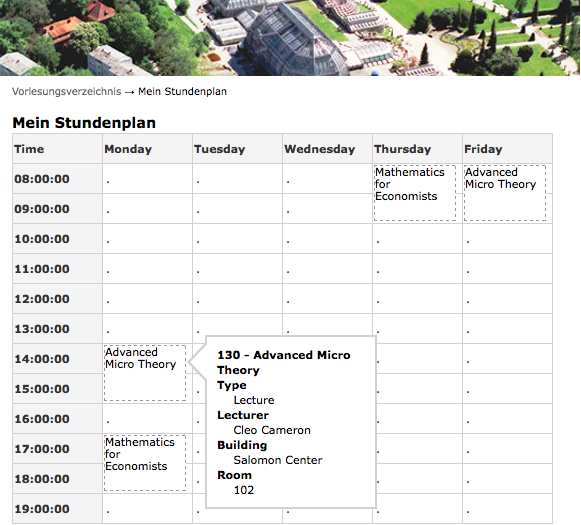 Vorlesungsverzeichnis → Mein Stundenplan
Mein Stundenplan
Time Monday Tuesday Wednesday Thursday Friday
08:00:00 . . . Mathematics for Economists Advanced Micro Theory
09:00:00 . . .
10:00:00 . . . . .
11:00:00 . . . . .
12:00:00 . . . . .
13:00:00 . . . . .
14:00:00 Advanced Micro Theory . . .
15:00:00 . . .
16:00:00 . . . .
17:00:00 Mathematics for Economists . . .
18:00:00 . . .
19:00:00 . . . . .
130 - Advanced Micro
Theory
Type
Lecture
Lecturer
Cleo Cameron
Building
Salomon Center
Room
102